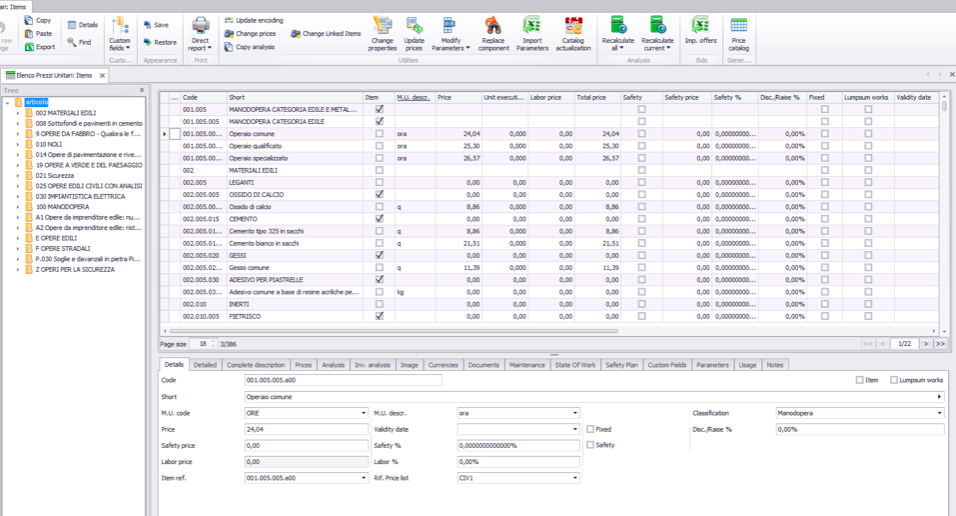 tari: Items
Copy
Paste
Export
Details
Find
Custom fields
Save
Restore
Direct report
Update encoding
Change prices
Copy analysis
Change Linked Items
Change properties
Update prices
Modify Parameters
Replace component
Import Parameters
Catalog actualization
Recalculate all
Recalculate current
Imp. offers
Price catalog
Custo... Appearance Print Utilities Analysis Bids Gener...
Elenco Prezzi Unitari: Items
Tree
articolo
002 MATERIALI EDILI
008 Sottofondi e pavimenti in cemento
9 OPERE DA FABBRO - Qualora le f...
010 NOLI
014 Opere di pavimentazione e rive...
19 OPERE A VERDE E DEL PAESAGGIO
021 Sicurezza
025 OPERE EDILI CIVILI CON ANALISI
030 IMPIANTISTICA ELETTRICA
100 MANODOPERA
A1 Opere da imprenditore edile: nu...
A2 Opere da imprenditore edile: rist...
E OPERE EDILI
F OPERE STRADALI
P.030 Soglie e davanzali in pietra Pi...
Z OPERI PER LA SICUREZZA
... Code Short Item M.U. descr. Price Unit executi... Labor price Total price Safety Safety price Safety % Disc./Raise % Fixed Lumpsum works Validity date
001.005 MANODOPERA CATEGORIA EDILE E METAL...
001.005.005 MANODOPERA CATEGORIA EDILE
001.005.00... Operaio comune ora 24,04 0,000 0,00 24,04 0,00 0,00000000... 0,00%
001.005.00... Operaio qualificato ora 25,30 0,000 0,00 25,30 0,00 0,00000000... 0,00%
001.005.00... Operaio specializzato ora 26,57 0,000 0,00 26,57 0,00 0,00000000... 0,00%
002 MATERIALI EDILI
002.005 LEGANTI 0,00 0,00 0,00 0,00 0,00 0,00000000... 0,00%
002.005.005 OSSIDO DI CALCIO 0,00 0,00 0,00 0,00 0,00 0,00000000... 0,00%
002.005.00... Ossido di calcio q 8,86 0,000 0,00 8,86 0,00 0,00000000... 0,00%
002.005.015 CEMENTO 0,00 0,00 0,00 0,00 0,00 0,00000000... 0,00%
002.005.01... Cemento tipo 325 in sacchi q 8,86 0,000 0,00 8,86 0,00 0,00000000... 0,00%
002.005.01... Cemento bianco in sacchi q 21,51 0,000 0,00 21,51 0,00 0,00000000... 0,00%
002.005.020 GESSI 0,00 0,00 0,00 0,00 0,00 0,00000000... 0,00%
002.005.02... Gesso comune q 11,39 0,000 0,00 11,39 0,00 0,00000000... 0,00%
002.005.030 ADESIVO PER PIASTRELLE 0,00 0,00 0,00 0,00 0,00 0,00000000... 0,00%
002.005.03... Adesivo comune a base di resine acriliche pe... kg 0,00 0,000 0,00 0,00 0,00 0,00000000... 0,00%
002.010 INERTI 0,00 0,00 0,00 0,00 0,00 0,00000000... 0,00%
002.010.005 PIETRISCO 0,00 0,00 0,00 0,00 0,00 0,00000000... 0,00%
Page size 18 3/386 << < 1/22 > >>
Details Detailed Complete description Prices Analysis Inv. analysis Image Currencies Documents Maintenance State Of Work Safety Plan Custom Fields Parameters Usage Notes
Code 001.005.005.a00 Item Lumpsum works
Short Operaio comune
M.U. code ORE M.U. descr. ora Classification Manodopera
Price 24,04 Validity date Fixed Disc./Raise % 0,00%
Safety price 0,00 Safety % 0,0000000000000% Safety
Labor price 0,00 Labor % 0,00%
Item ref. 001.005.005.a00 Rif. Price list CIV1